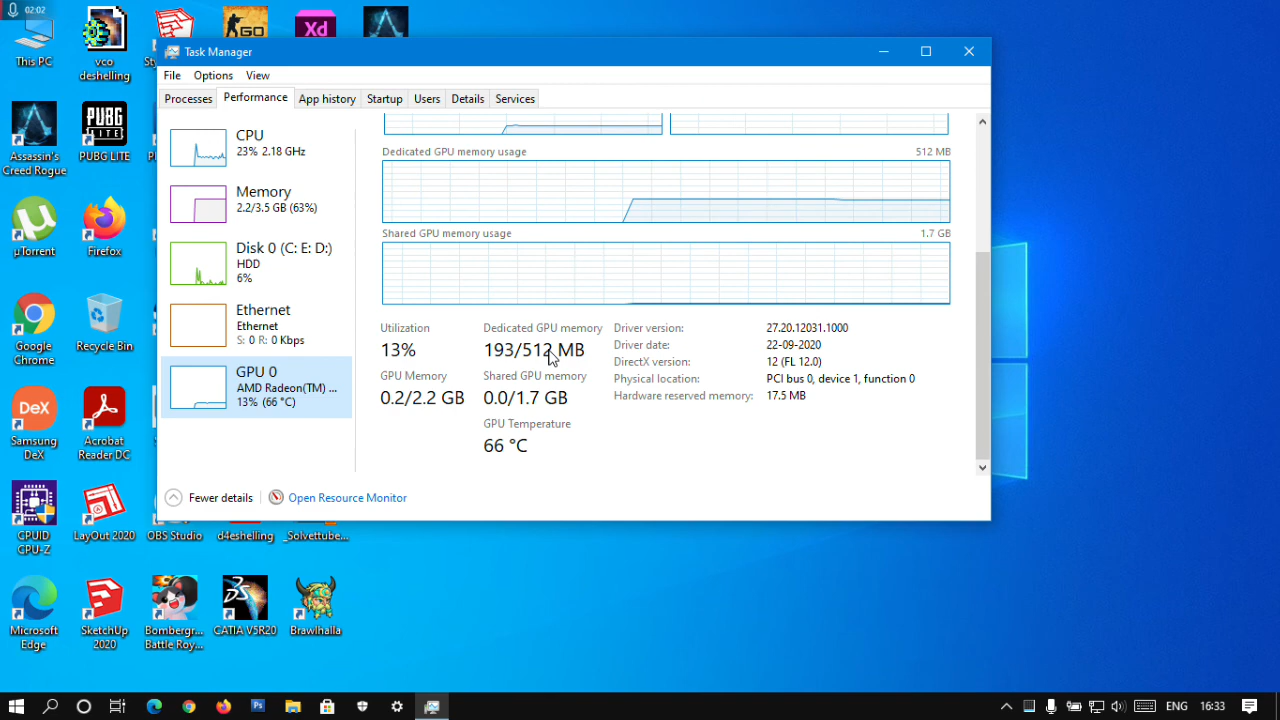 02:02
This PC
vco
deshelling
GO
Xd
Assassin's
Creed Rogue
PUBG
LITE
PUBG LITE
µTorrent
Firefox
Google
Chrome
Recycle Bin
DeX
Samsung
DeX
Acrobat
Reader DC
CPUID
CPU-Z
LayOut 2020
OBS Studio
d4eshelling
_Solvettube...
Microsoft
Edge
SketchUp
2020
Bombergr...
Battle Roy...
CATIA V5R20
Brawlhalla
Task Manager
File Options View
Processes Performance App history Startup Users Details Services
CPU
23% 2.18 GHz
Memory
2.2/3.5 GB (63%)
Disk 0 (C: E: D:)
HDD
6%
Ethernet
Ethernet
S: 0 R: 0 Kbps
GPU 0
AMD Radeon(TM) ...
13% (66 °C)
Dedicated GPU memory usage 512 MB
Shared GPU memory usage 1.7 GB
Utilization
13%
Dedicated GPU memory
193/512 MB
GPU Memory
0.2/2.2 GB
Shared GPU memory
0.0/1.7 GB
GPU Temperature
66 °C
Driver version: 27.20.12031.1000
Driver date: 22-09-2020
DirectX version: 12 (FL 12.0)
Physical location: PCI bus 0, device 1, function 0
Hardware reserved memory: 17.5 MB
Fewer details Open Resource Monitor
Ps
ENG 16:33